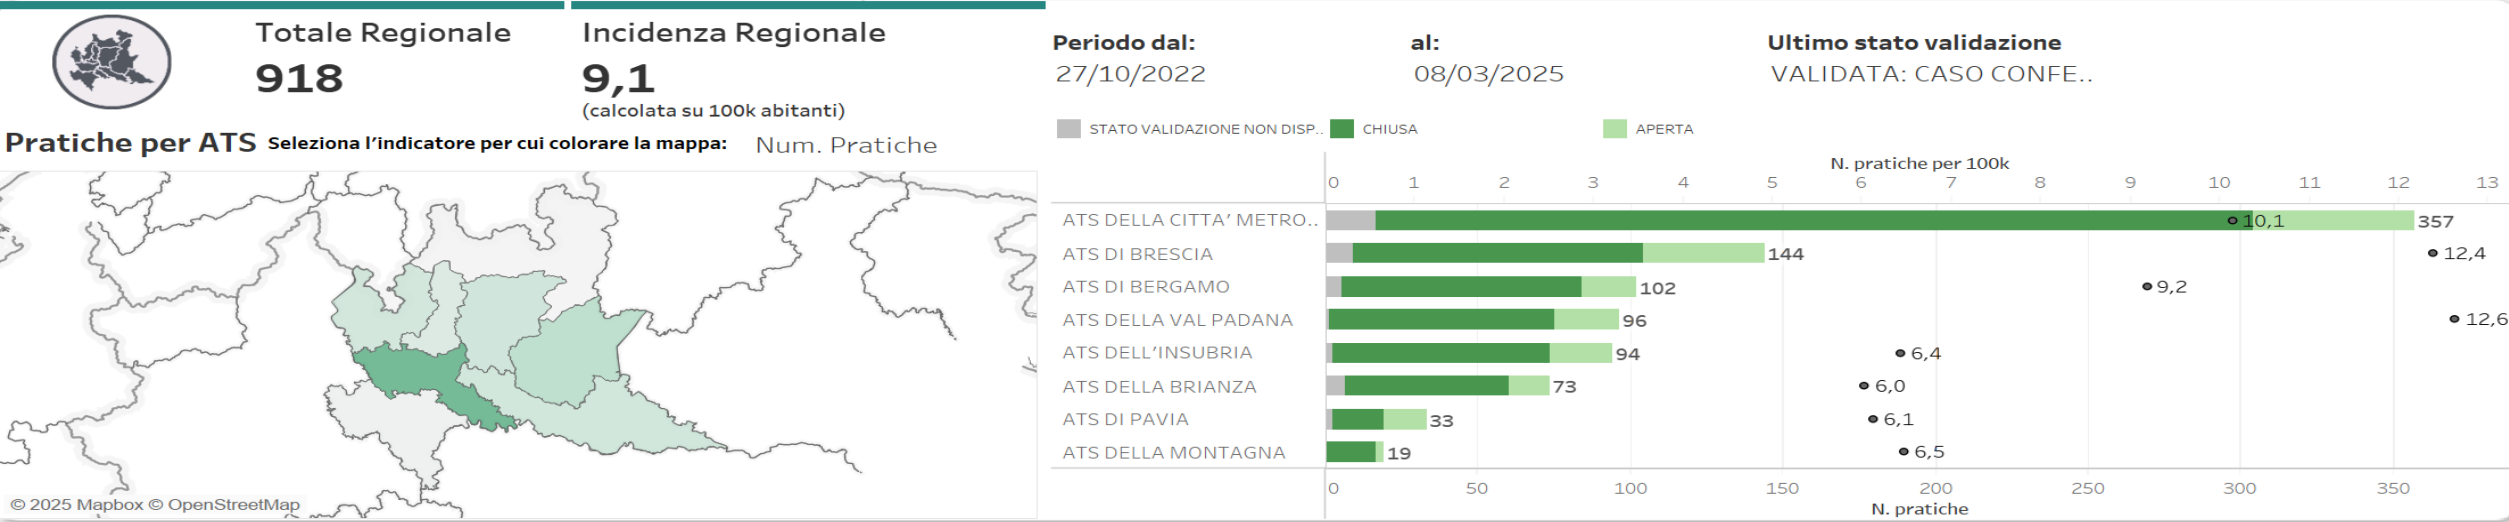 Totale Regionale
918
Incidenza Regionale
9,1
(calcolata su 100k abitanti)
Pratiche per ATS Seleziona l'indicatore per cui colorare la mappa: Num. Pratiche
© 2025 Mapbox © OpenStreetMap
Periodo dal: al: Ultimo stato validazione
27/10/2022 08/03/2025 VALIDATA: CASO CONFE..
STATO VALIDAZIONE NON DISP.. CHIUSA APERTA
N. pratiche per 100k
0 1 2 3 4 5 6 7 8 9 10 11 12 13
ATS DELLA CITTA' METRO.. 10,1 357
ATS DI BRESCIA 144 12,4
ATS DI BERGAMO 102 9,2
ATS DELLA VAL PADANA 96 12,6
ATS DELL'INSUBRIA 94 6,4
ATS DELLA BRIANZA 73 6,0
ATS DI PAVIA 33 6,1
ATS DELLA MONTAGNA 19 6,5
0 50 100 150 200 250 300 350
N. pratiche